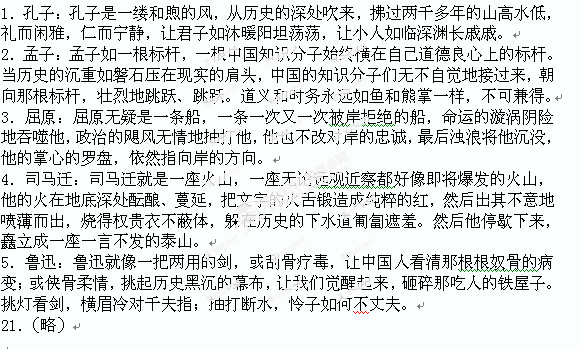 1．孔子：孔子是一缕和煦的风，从历史的深处吹来，拂过两千多年的山高水低，
礼而闲雅，仁而宁静，让君子如沐暖阳坦荡荡，让小人如临深渊长戚戚。
2．孟子：孟子如一根标杆，一根中国知识分子始终横在自己道德良心上的标杆。
当历史的沉重如磐石压在现实的肩头，中国的知识分子们无不自觉地接过来，朝
向那根标杆，壮烈地跳跃、跳跃。道义和时务永远如鱼和熊掌一样，不可兼得。
3．屈原：屈原无疑是一条船，一条一次又一次被岸拒绝的船，命运的漩涡阴险
地吞噬他，政治的飓风无情地抽打他，他也不改对岸的忠诚，最后浊浪将他沉没，
他的掌心的罗盘，依然指向岸的方向。
4．司马迁：司马迁就是一座火山，一座无论远观近察都好像即将爆发的火山，
他的火在地底深处酝酿、蔓延，把文字的火舌锻造成纯粹的红，然后出其不意地
喷薄而出，烧得权贵衣不蔽体，躲在历史的下水道匍匐遮羞。然后他停歇下来，
矗立成一座一言不发的泰山。
5．鲁迅：鲁迅就像一把两用的剑，或刮骨疗毒，让中国人看清那根根奴骨的病
变；或侠骨柔情，挑起历史黑沉的幕布，让我们觉醒起来，砸碎那吃人的铁屋子。
挑灯看剑，横眉冷对千夫指；抽打断水，怜子如何不丈夫。
21．（略）